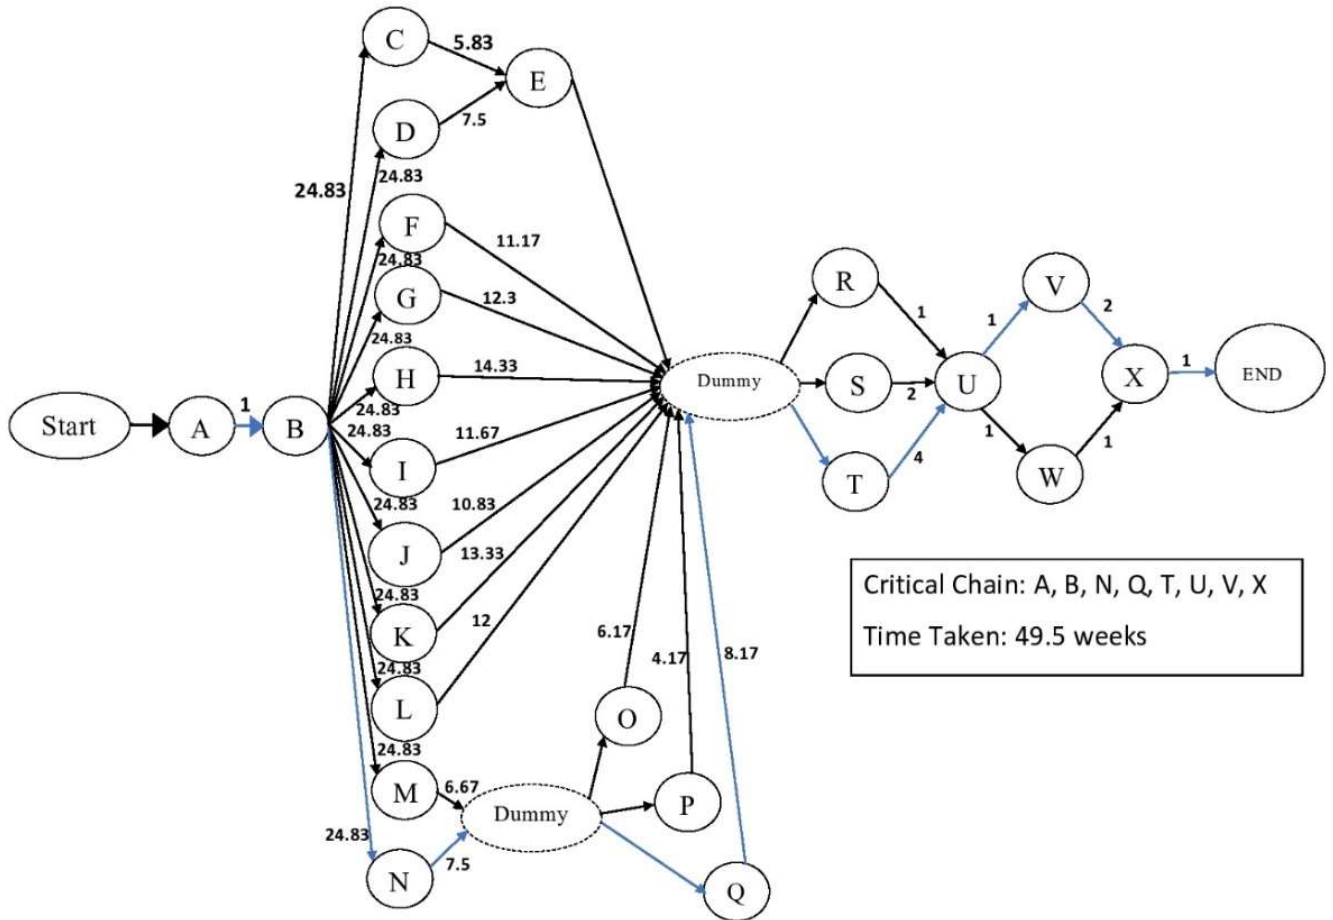 C
5.83
E
D
7.5
24.83
24.83
F
11.17
24.83
G
12.3
24.83
H
14.33
24.83
Start
A
1
B
24.83
I
11.67
24.83
J
10.83
13.33
24.83
K
12
24.83
L
24.83
M
6.67
Dummy
24.83
N
7.5
O
6.17
P
4.17
Q
8.17
Dummy
R
1
S
2
T
4
U
1
V
2
1
W
1
X
1
END
Critical Chain: A, B, N, Q, T, U, V, X
Time Taken: 49.5 weeks